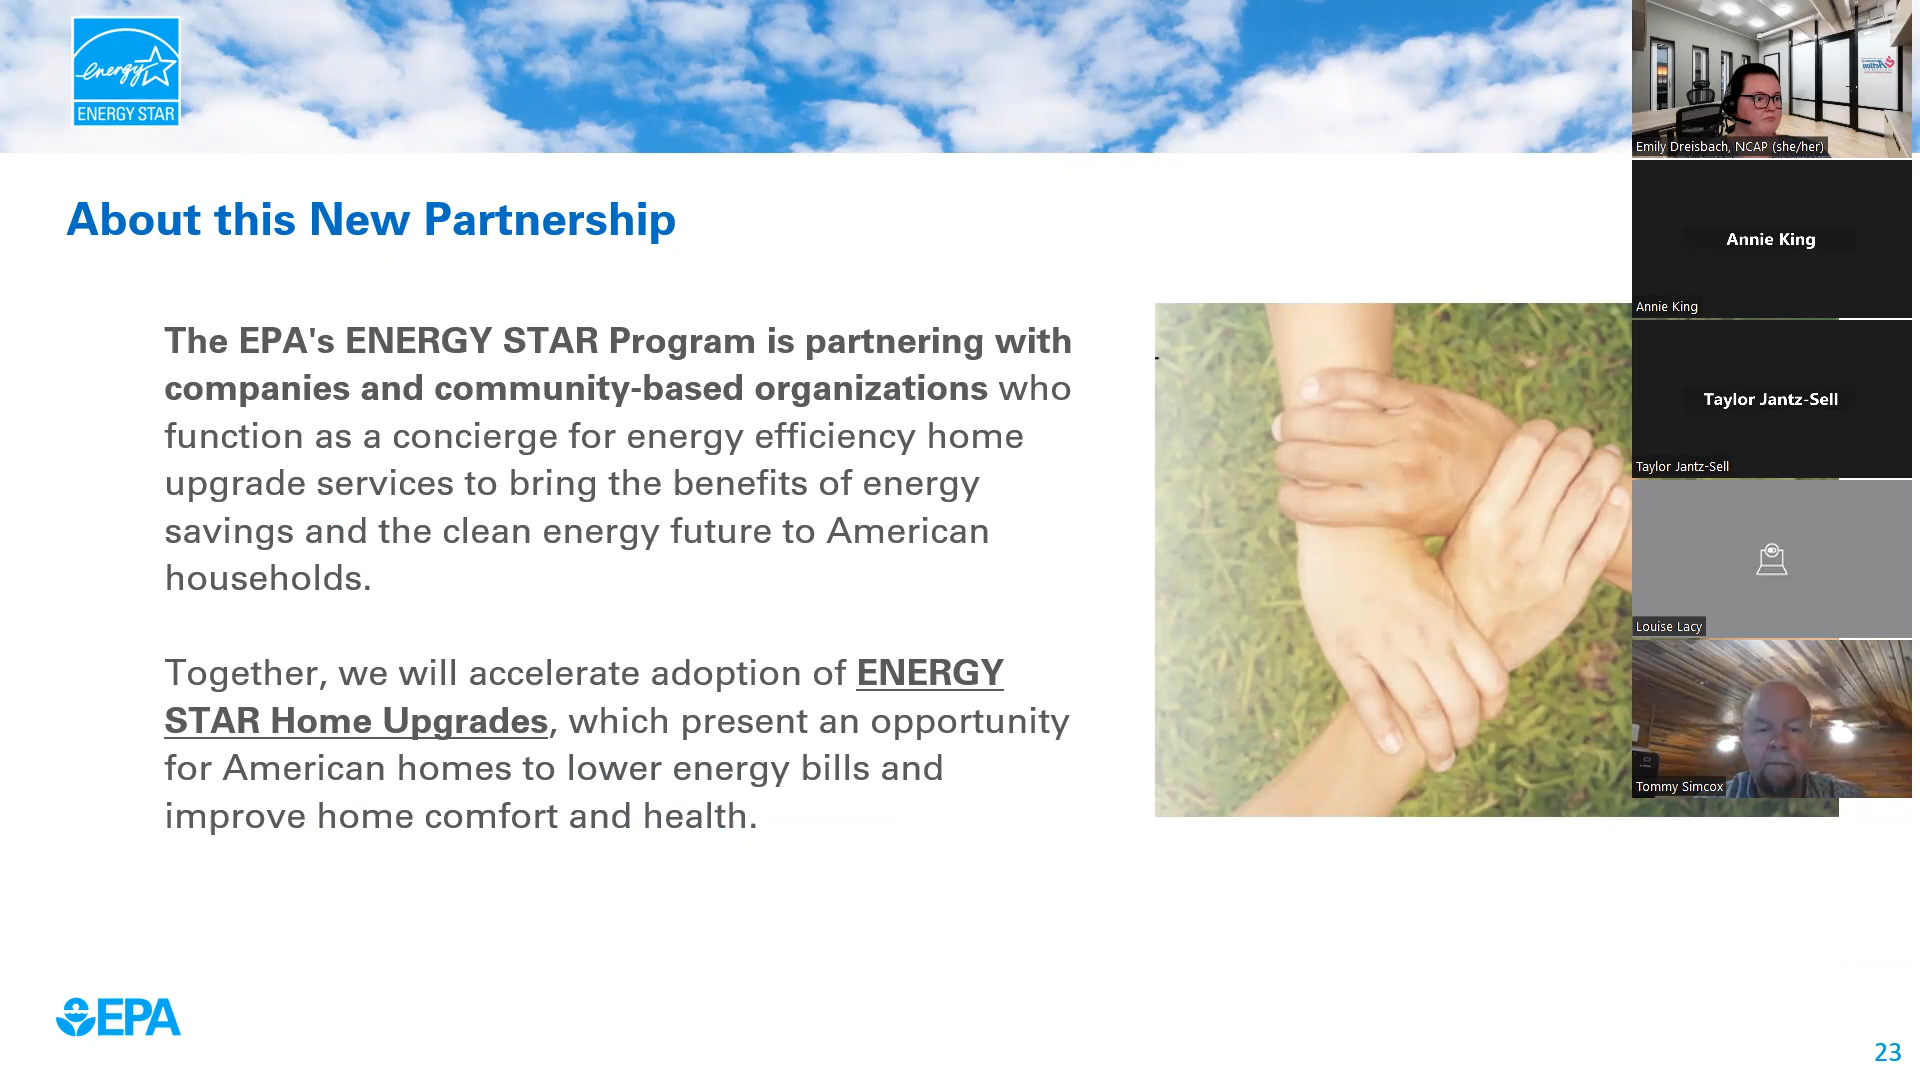 energy
ENERGY STAR
About this New Partnership
The EPA's ENERGY STAR Program is partnering with
companies and community-based organizations who
function as a concierge for energy efficiency home
upgrade services to bring the benefits of energy
savings and the clean energy future to American
households.
Together, we will accelerate adoption of ENERGY
STAR Home Upgrades, which present an opportunity
for American homes to lower energy bills and
improve home comfort and health.
EPA
23
Emily Dreisbach, NCAP (she/her)
Annie King
Annie King
Taylor Jantz-Sell
Taylor Jantz-Sell
Louise Lacy
Tommy Simcox